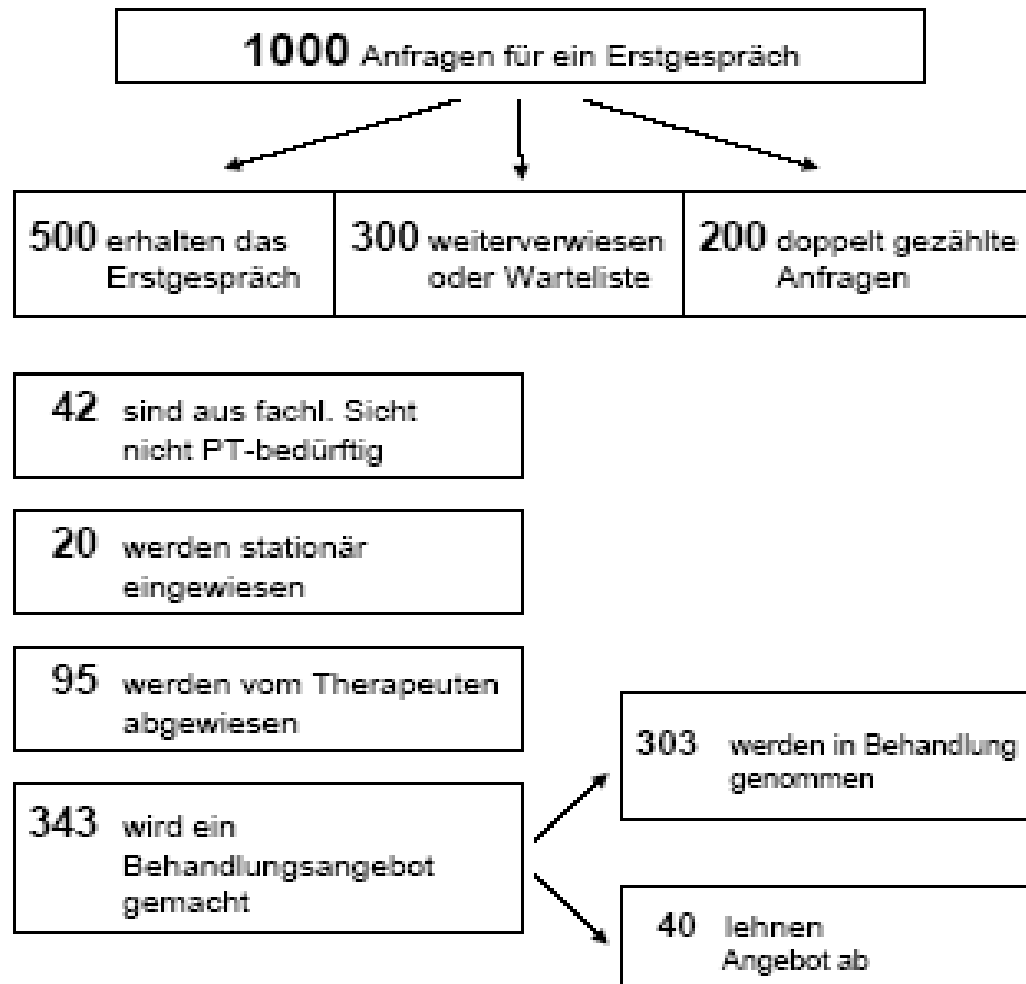 1000 Anfragen für ein Erstgespräch
500 erhalten das
Erstgespräch
300 weiterverwiesen
oder Warteliste
200 doppelt gezählte
Anfragen
42 sind aus fachl. Sicht
nicht PT-bedürftig
20 werden stationär
eingewiesen
95 werden vom Therapeuten
abgewiesen
343 wird ein
Behandlungsangebot
gemacht
303 werden in Behandlung
genommen
40 lehnen
Angebot ab